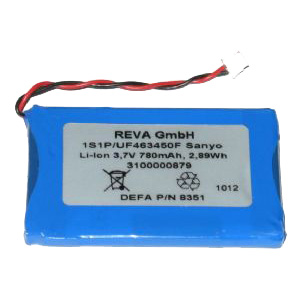 REVA GmbH
1S1P/UF463450F Sanyo
Li-Ion 3,7V 780mAh, 2,89Wh
3100000879
1012
DEFA P/N 8351